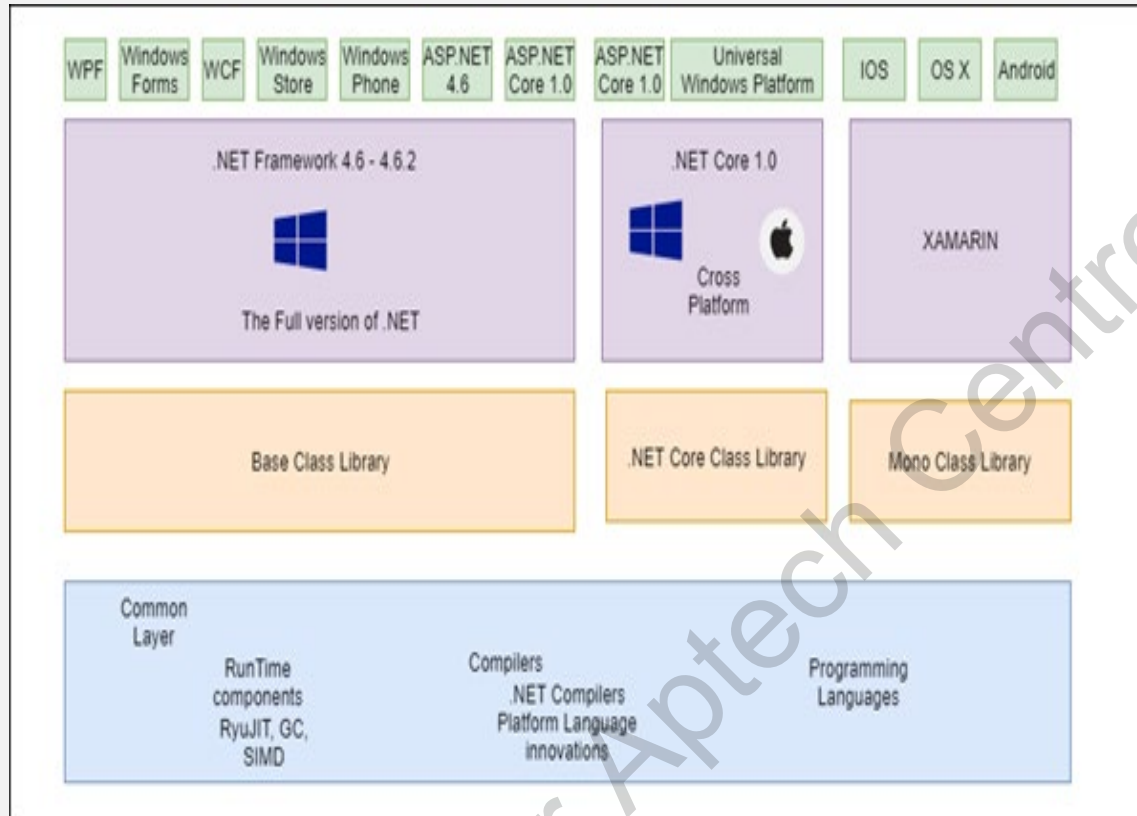 WPF
Windows
Forms
WCF
Windows
Store
Windows
Phone
ASP.NET
4.6
ASP.NET
Core 1.0
ASP.NET
Core 1.0
Universal
Windows Platform
IOS
OS X
Android
.NET Framework 4.6 - 4.6.2
The Full version of .NET
.NET Core 1.0
Cross
Platform
XAMARIN
Base Class Library
.NET Core Class Library
Mono Class Library
Common
Layer
RunTime
components
RyuJIT, GC,
SIMD
Compilers
.NET Compilers
Platform Language
innovations
Programming
Languages
Aptech Centre